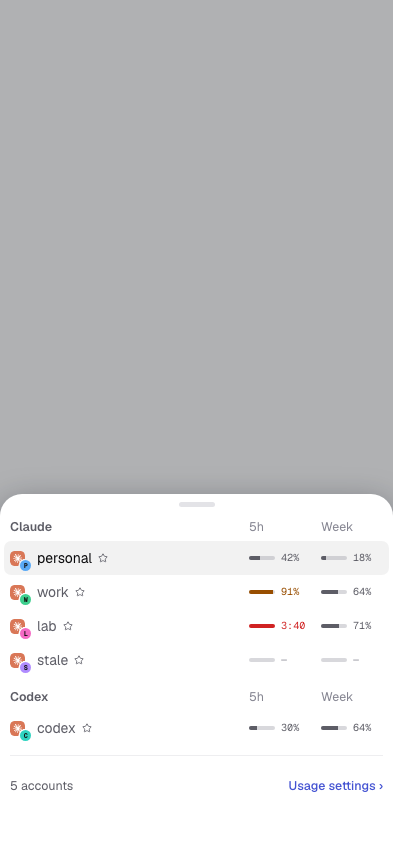 Claude 5h Week
P personal 42% 18%
W work 91% 64%
L lab 3:40 71%
S stale – –
Codex 5h Week
C codex 30% 64%
5 accounts Usage settings ›